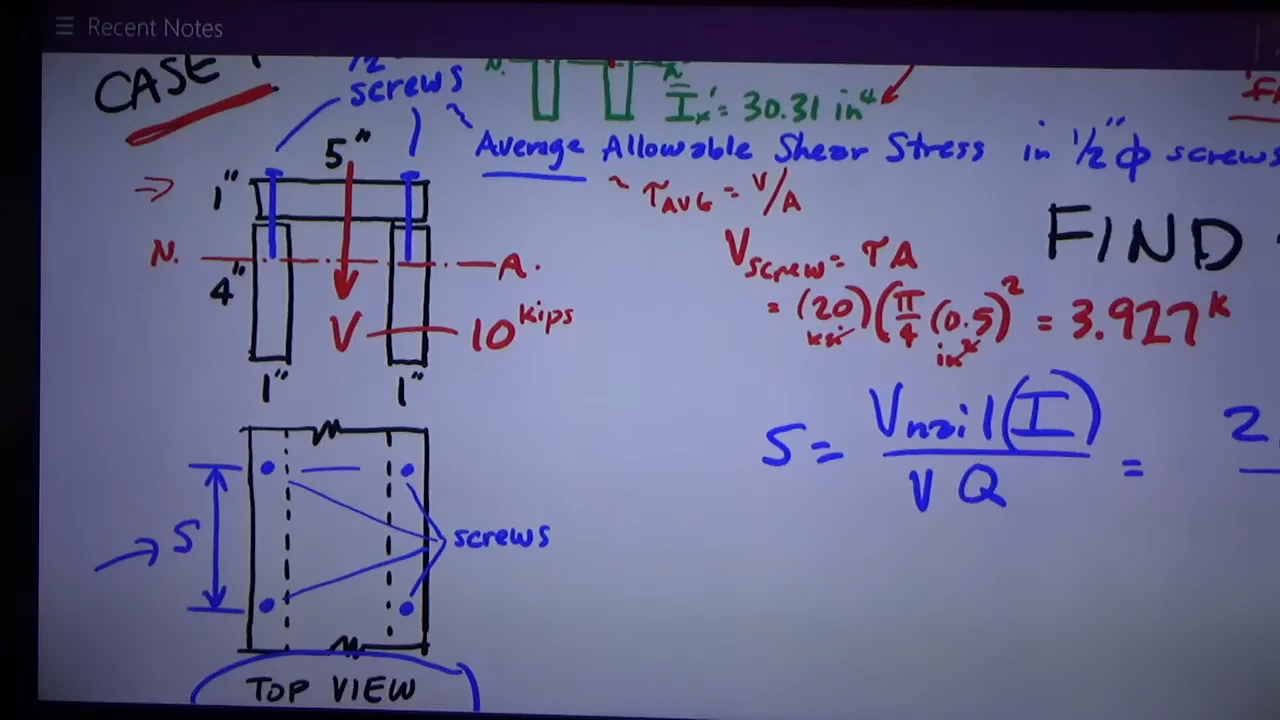 Recent Notes
CASE
screws
N.
A
Ix' = 30.31 in⁴
Average Allowable Shear Stress in 1/2" ϕ screws
~ τAVG = V/A
5"
1"
N.
A.
4"
V
10 kips
1"
1"
Vscrew = τA
= (20)(π/4 (0.5)² = 3.927 k
ksi
in²
FIND
S = Vnail(I) / VQ =
2
S
screws
TOP VIEW